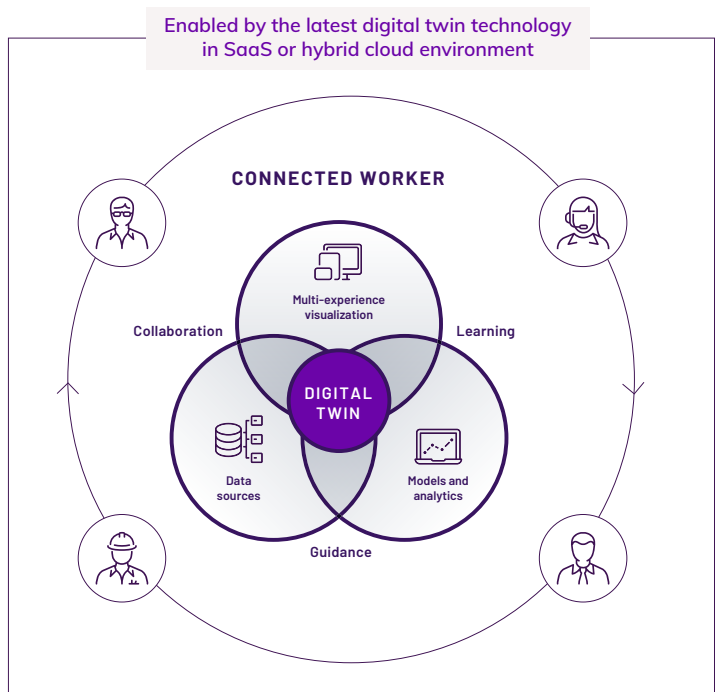 Enabled by the latest digital twin technology
in SaaS or hybrid cloud environment
CONNECTED WORKER
Multi-experience
visualization
Collaboration
Learning
DIGITAL
TWIN
Data
sources
Models and
analytics
Guidance